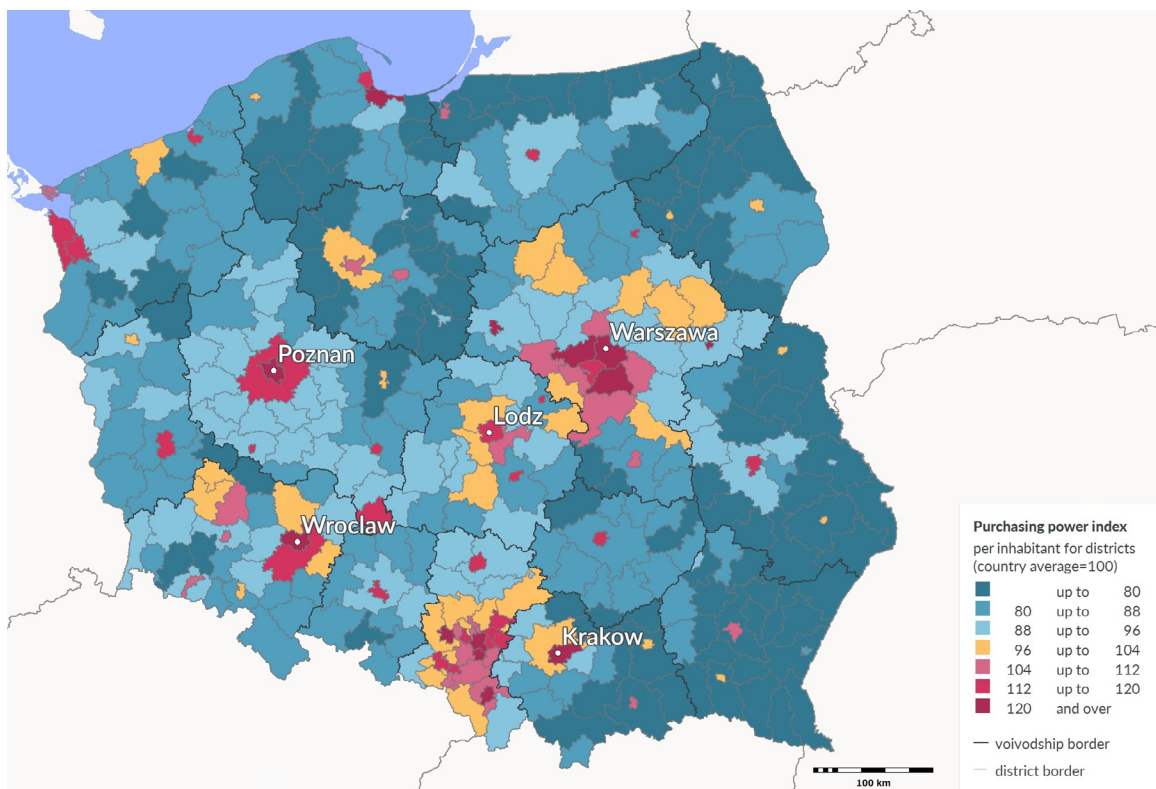 Warszawa
Poznan
Lodz
Wroclaw
Krakow
Purchasing power index
per inhabitant for districts
(country average=100)
up to 80
80 up to 88
88 up to 96
96 up to 104
104 up to 112
112 up to 120
120 and over
voivodship border
district border
100 km